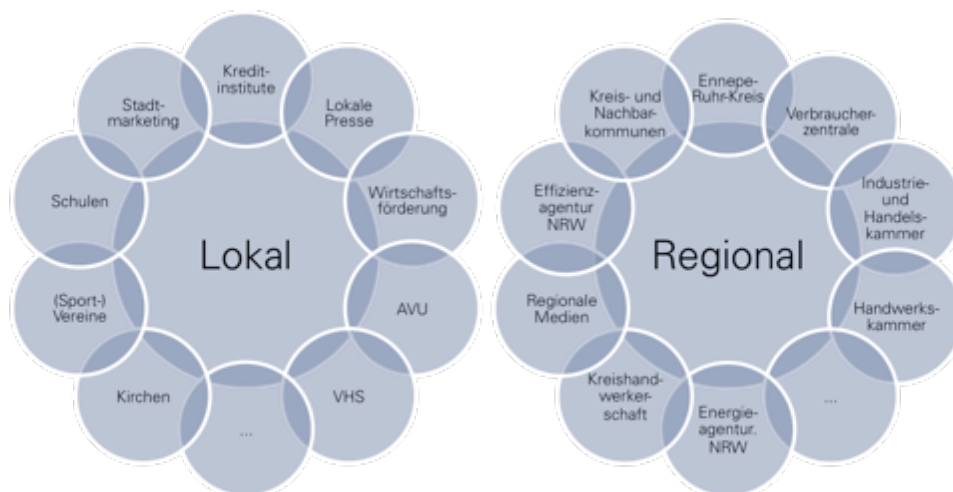 Lokal
Kredit-
institute
Lokale
Presse
Wirtschafts-
förderung
AVU
VHS
...
Kirchen
(Sport-)
Vereine
Schulen
Stadt-
marketing
Regional
Ennepe-
Ruhr-Kreis
Verbraucher-
zentrale
Industrie-
und
Handels-
kammer
Handwerks-
kammer
...
Energie-
agentur.
NRW
Kreishand-
werker-
schaft
Regionale
Medien
Effizienz-
agentur
NRW
Kreis- und
Nachbar-
kommunen